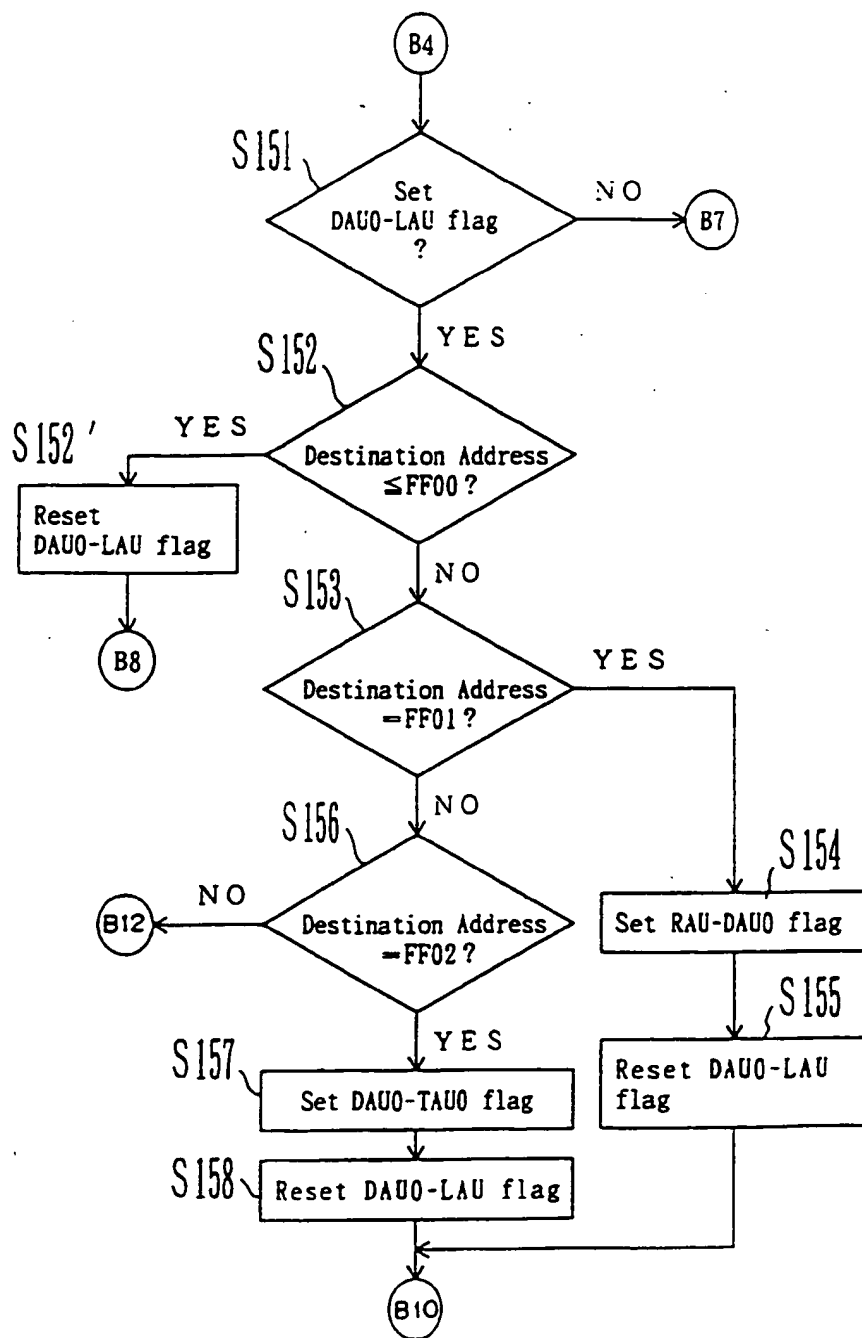 B4
S151
Set
DAU0-LAU flag
?
NO
B7
YES
S152
Destination Address
≦FF00?
YES
S152'
Reset
DAU0-LAU flag
B8
NO
S153
Destination Address
=FF01?
YES
NO
S156
Destination Address
=FF02?
NO
B12
S154
Set RAU-DAU0 flag
S155
Reset DAU0-LAU
flag
YES
S157
Set DAU0-TAU0 flag
S158
Reset DAU0-LAU flag
B10